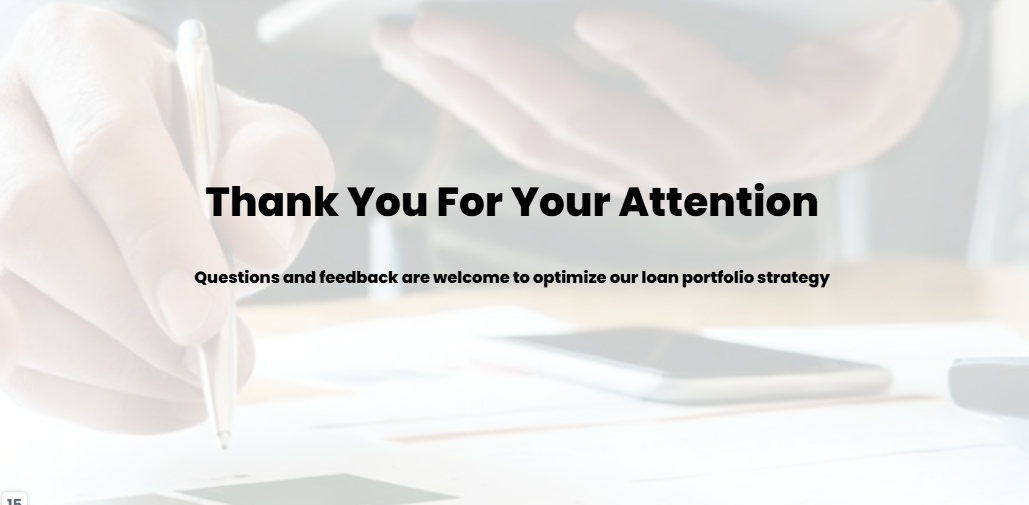 Thank You For Your Attention
Questions and feedback are welcome to optimize our loan portfolio strategy
15